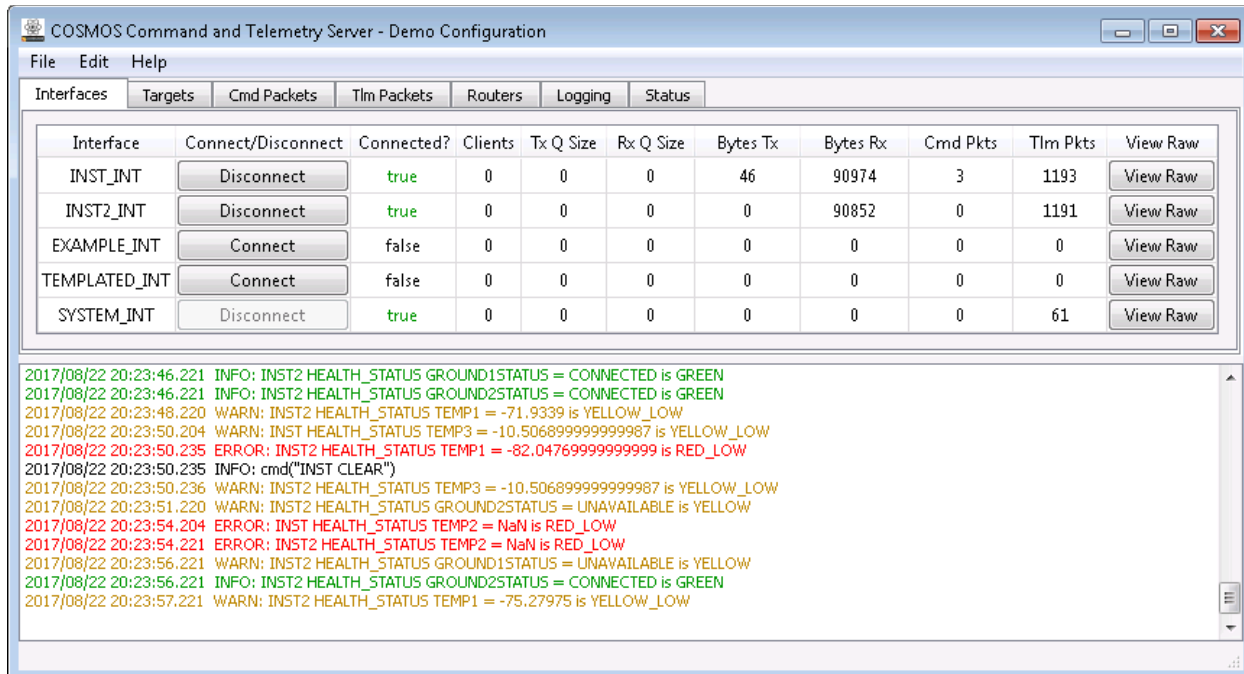 COSMOS Command and Telemetry Server - Demo Configuration
File Edit Help
Interfaces Targets Cmd Packets Tlm Packets Routers Logging Status
Interface Connect/Disconnect Connected? Clients Tx Q Size Rx Q Size Bytes Tx Bytes Rx Cmd Pkts Tlm Pkts View Raw
INST_INT Disconnect true 0 0 0 46 90974 3 1193 View Raw
INST2_INT Disconnect true 0 0 0 0 90852 0 1191 View Raw
EXAMPLE_INT Connect false 0 0 0 0 0 0 0 View Raw
TEMPLATED_INT Connect false 0 0 0 0 0 0 0 View Raw
SYSTEM_INT Disconnect true 0 0 0 0 0 0 61 View Raw
2017/08/22 20:23:46.221 INFO: INST2 HEALTH_STATUS GROUND1STATUS = CONNECTED is GREEN
2017/08/22 20:23:46.221 INFO: INST2 HEALTH_STATUS GROUND2STATUS = CONNECTED is GREEN
2017/08/22 20:23:48.220 WARN: INST2 HEALTH_STATUS TEMP1 = -71.9339 is YELLOW_LOW
2017/08/22 20:23:50.204 WARN: INST HEALTH_STATUS TEMP3 = -10.506899999999987 is YELLOW_LOW
2017/08/22 20:23:50.235 ERROR: INST2 HEALTH_STATUS TEMP1 = -82.04769999999999 is RED_LOW
2017/08/22 20:23:50.235 INFO: cmd("INST CLEAR")
2017/08/22 20:23:50.236 WARN: INST2 HEALTH_STATUS TEMP3 = -10.506899999999987 is YELLOW_LOW
2017/08/22 20:23:51.220 WARN: INST2 HEALTH_STATUS GROUND2STATUS = UNAVAILABLE is YELLOW
2017/08/22 20:23:54.204 ERROR: INST HEALTH_STATUS TEMP2 = NaN is RED_LOW
2017/08/22 20:23:54.221 ERROR: INST2 HEALTH_STATUS TEMP2 = NaN is RED_LOW
2017/08/22 20:23:56.221 WARN: INST2 HEALTH_STATUS GROUND1STATUS = UNAVAILABLE is YELLOW
2017/08/22 20:23:56.221 INFO: INST2 HEALTH_STATUS GROUND2STATUS = CONNECTED is GREEN
2017/08/22 20:23:57.221 WARN: INST2 HEALTH_STATUS TEMP1 = -75.27975 is YELLOW_LOW